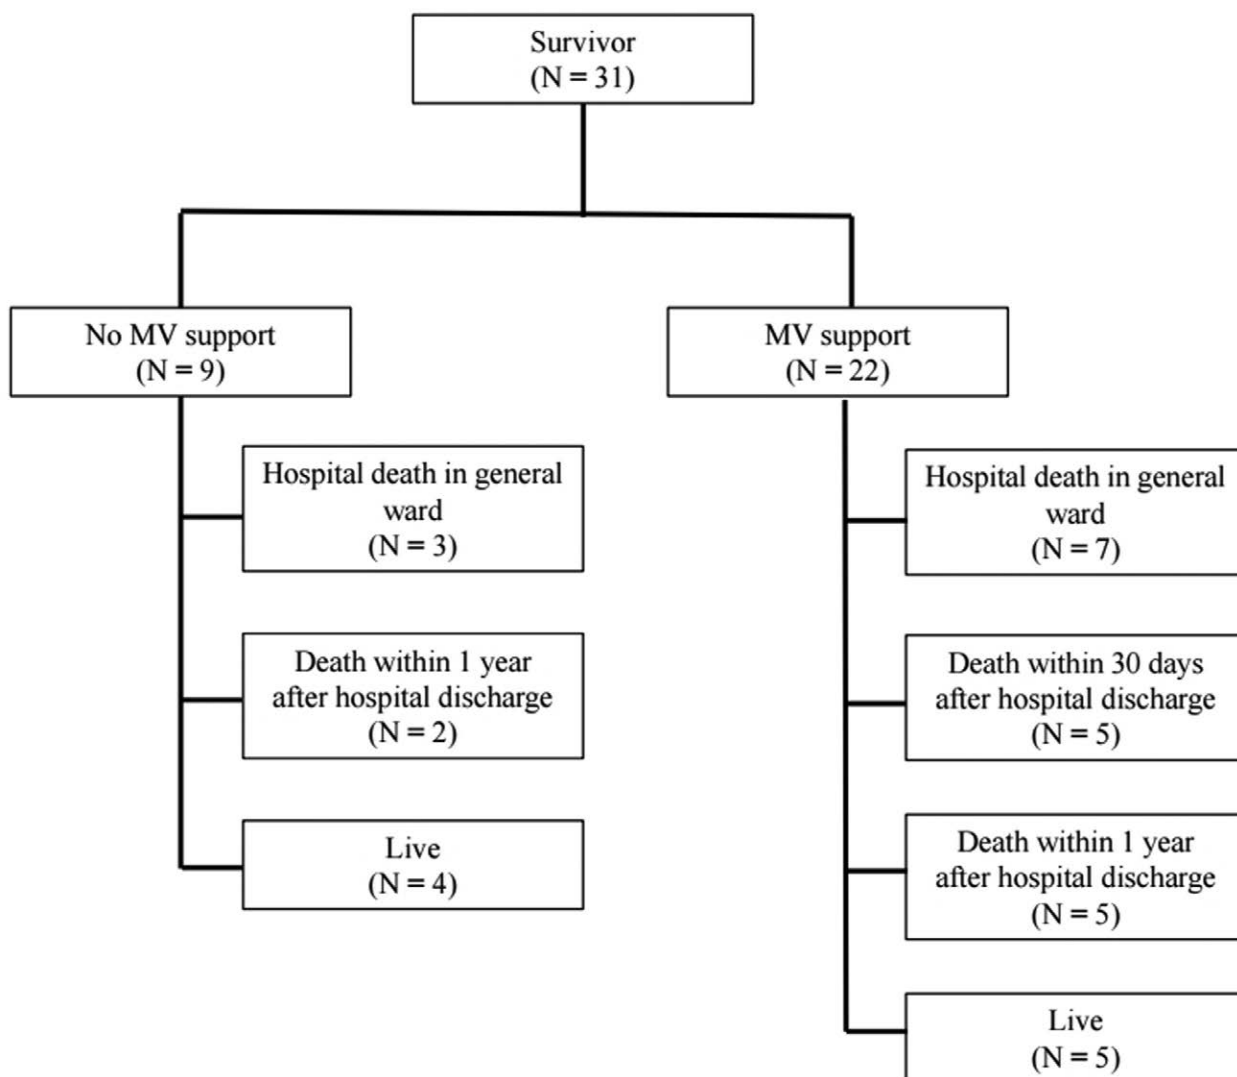 Survivor
(N = 31)
No MV support
(N = 9)
MV support
(N = 22)
Hospital death in general
ward
(N = 3)
Death within 1 year
after hospital discharge
(N = 2)
Live
(N = 4)
Hospital death in general
ward
(N = 7)
Death within 30 days
after hospital discharge
(N = 5)
Death within 1 year
after hospital discharge
(N = 5)
Live
(N = 5)